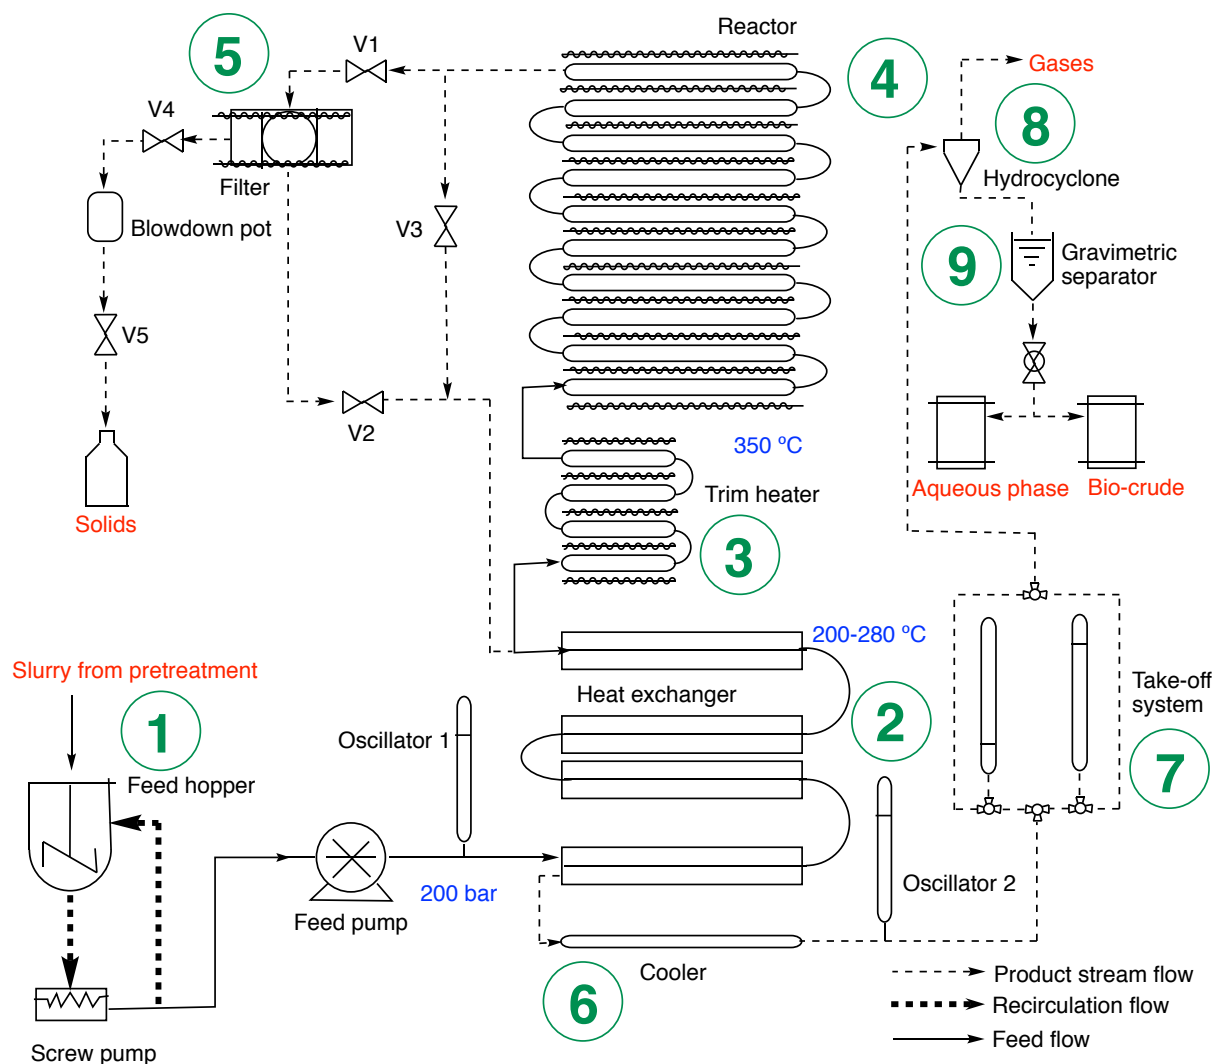 Reactor
5
V1
4
Gases
8
V4
Filter
Hydrocyclone
Blowdown pot
V3
9
Gravimetric
separator
V5
V2
350 ºC
Trim heater
Aqueous phase
Bio-crude
Solids
3
200-280 ºC
Slurry from pretreatment
1
Heat exchanger
2
Take-off
system
Oscillator 1
7
Feed hopper
200 bar
Oscillator 2
Feed pump
Cooler
6
Product stream flow
Recirculation flow
Feed flow
Screw pump